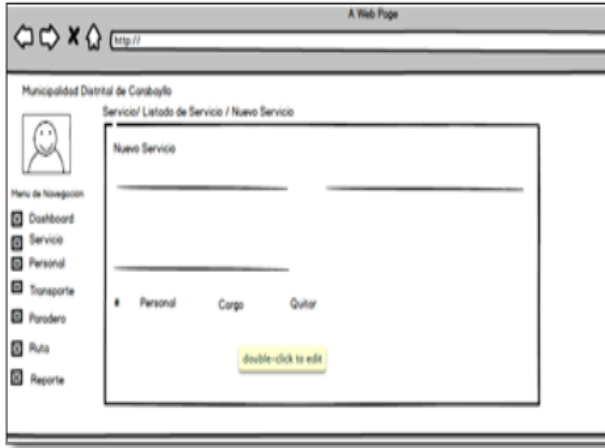 A Web Page
http://
Municipalidad Distrital de Carabayllo
Servicio/ Listado de Servicio / Nuevo Servicio
Nuevo Servicio
Menu de Navegacion
Dashboard
Servicio
Personal
Transporte
Paradero
Ruta
Reporte
# Personal Cargo Quitar
double-click to edit